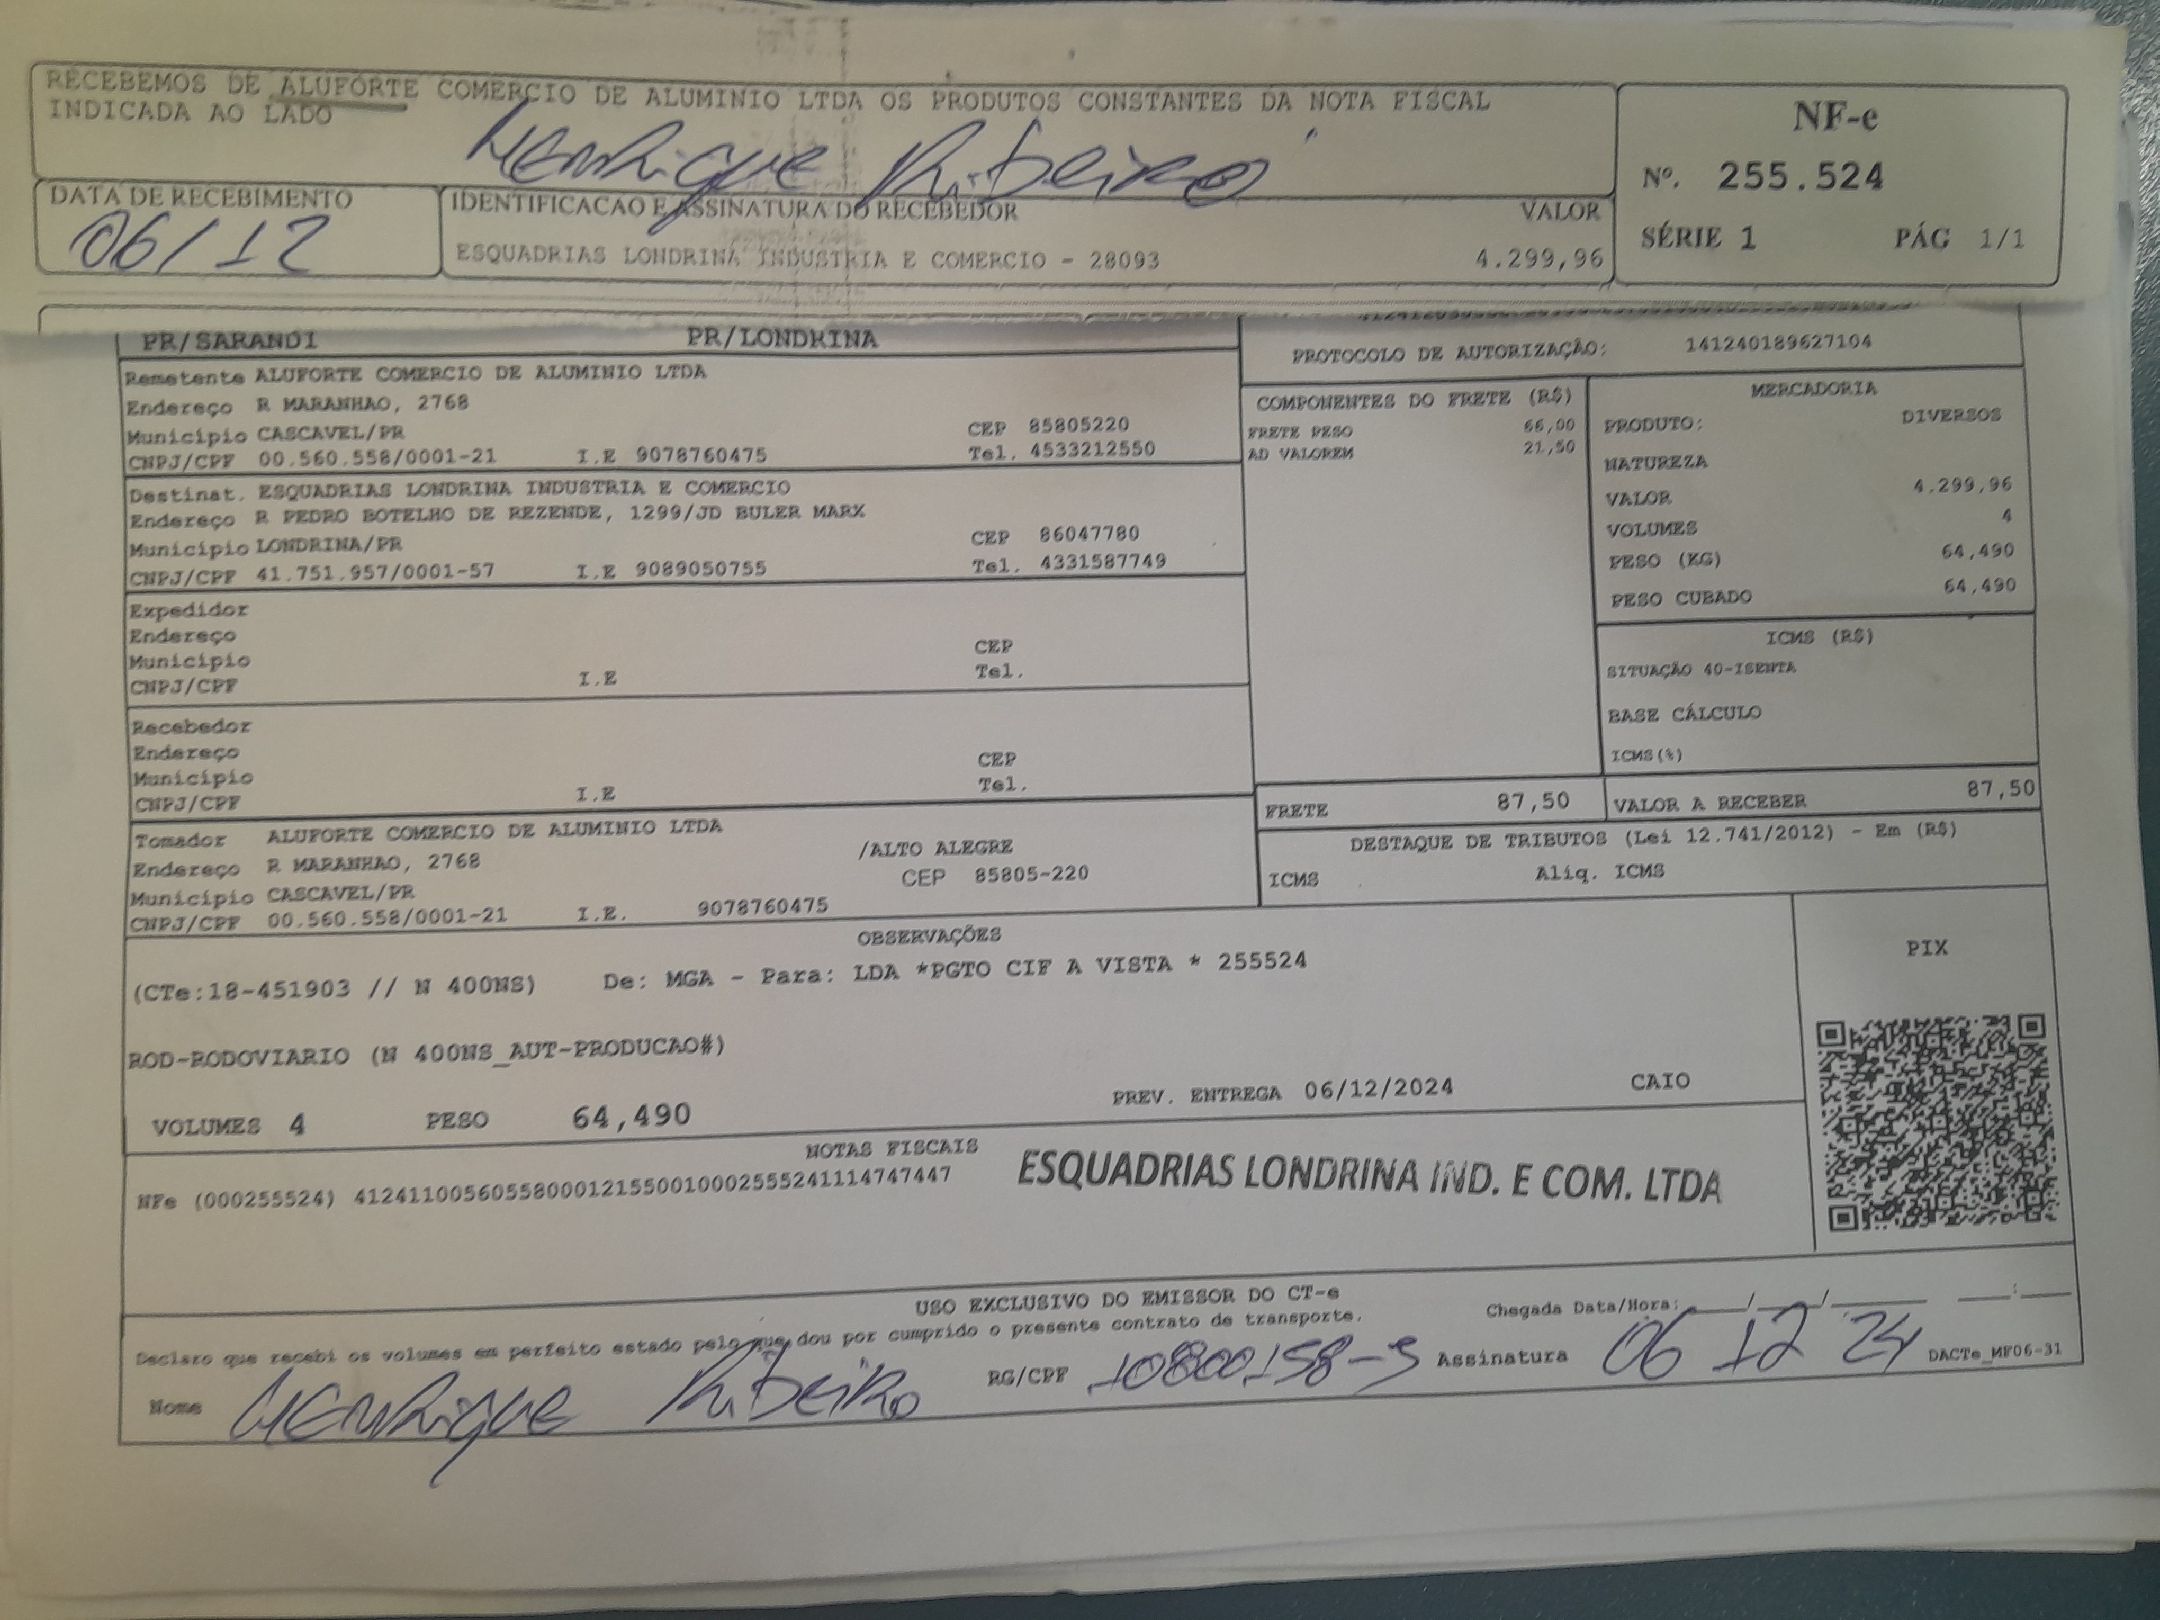 RECEBEMOS DE ALUFORTE COMERCIO DE ALUMINIO LTDA OS PRODUTOS CONSTANTES DA NOTA FISCAL
INDICADA AO LADO
Henrique Ribeiro
DATA DE RECEBIMENTO
06/12
IDENTIFICACAO E ASSINATURA DO RECEBEDOR
VALOR
ESQUADRIAS LONDRINA INDUSTRIA E COMERCIO - 28093
4.299,96
NF-e
Nº. 255.524
SÉRIE 1 PÁG 1/1
PR/SARANDI PR/LONDRINA
PROTOCOLO DE AUTORIZAÇÃO: 141240189627104
Remetente ALUFORTE COMERCIO DE ALUMINIO LTDA
Endereço R MARANHAO, 2768
Município CASCAVEL/PR CEP 85805220
CNPJ/CPF 00.560.558/0001-21 I.E 9078760475 Tel. 4533212550
Destinat. ESQUADRIAS LONDRINA INDUSTRIA E COMERCIO
Endereço R PEDRO BOTELHO DE REZENDE, 1299/JD BULER MARX
Município LONDRINA/PR CEP 86047780
CNPJ/CPF 41.751.957/0001-57 I.E 9089050755 Tel. 4331587749
Expedidor
Endereço
Município CEP
CNPJ/CPF I.E Tel.
Recebedor
Endereço
Município CEP
CNPJ/CPF I.E Tel.
Tomador ALUFORTE COMERCIO DE ALUMINIO LTDA
Endereço R MARANHAO, 2768 /ALTO ALEGRE
Município CASCAVEL/PR CEP 85805-220
CNPJ/CPF 00.560.558/0001-21 I.E. 9078760475
COMPONENTES DO FRETE (R$)
FRETE PESO 66,00
AD VALOREM 21,50
MERCADORIA
PRODUTO: DIVERSOS
NATUREZA
VALOR 4.299,96
VOLUMES 4
PESO (KG) 64,490
PESO CUBADO 64,490
ICMS (R$)
SITUAÇÃO 40-ISENTA
BASE CÁLCULO
ICMS(%)
FRETE 87,50 VALOR A RECEBER 87,50
DESTAQUE DE TRIBUTOS (Lei 12.741/2012) - Em (R$)
ICMS Aliq. ICMS
OBSERVAÇÕES
(CTe:18-451903 // N 400NS) De: MGA - Para: LDA *PGTO CIF A VISTA * 255524
ROD-RODOVIARIO (N 400NS_AUT-PRODUCAO#)
PREV. ENTREGA 06/12/2024 CAIO
VOLUMES 4 PESO 64,490
PIX
NOTAS FISCAIS
NFe (000255524) 41241100560558000121550010002555241114747447
ESQUADRIAS LONDRINA IND. E COM. LTDA
USO EXCLUSIVO DO EMISSOR DO CT-e
Declaro que recebi os volumes em perfeito estado pelo que dou por cumprido o presente contrato de transporte.
Chegada Data/Hora: ____/____/______ ____:____
Nome Henrique Ribeiro RG/CPF 10800158-3 Assinatura 06 12 24
DACTe_MF06-31